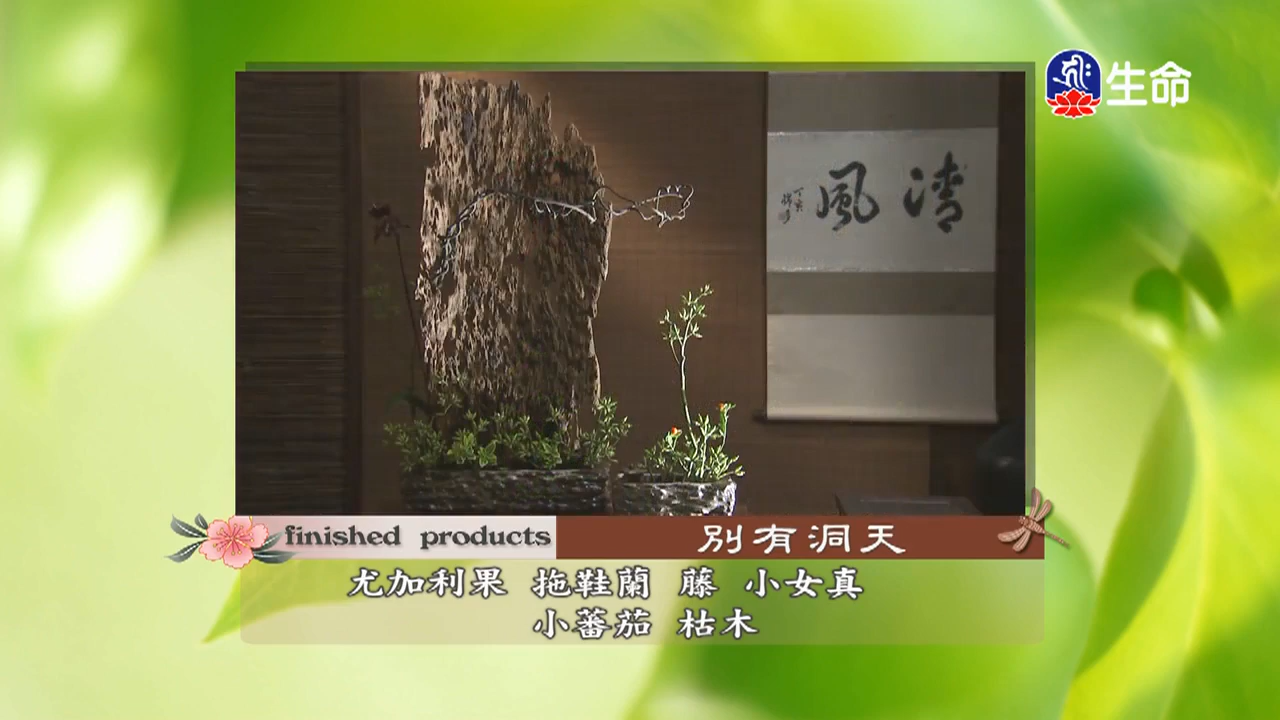 生命
清風
finished products
別有洞天
尤加利果 拖鞋蘭 藤 小女真
小蕃茄 枯木